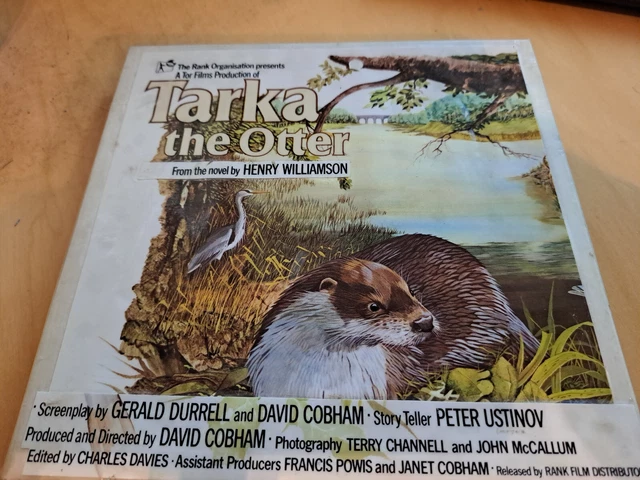 The Rank Organisation presents
A Tor Films Production of
Tarka
the Otter
From the novel by HENRY WILLIAMSON
· Screenplay by GERALD DURRELL and DAVID COBHAM · Story Teller PETER USTINOV
Produced and Directed by DAVID COBHAM · Photography TERRY CHANNELL and JOHN McCALLUM
Edited by CHARLES DAVIES · Assistant Producers FRANCIS POWIS and JANET COBHAM · Released by RANK FILM DISTRIBUTO